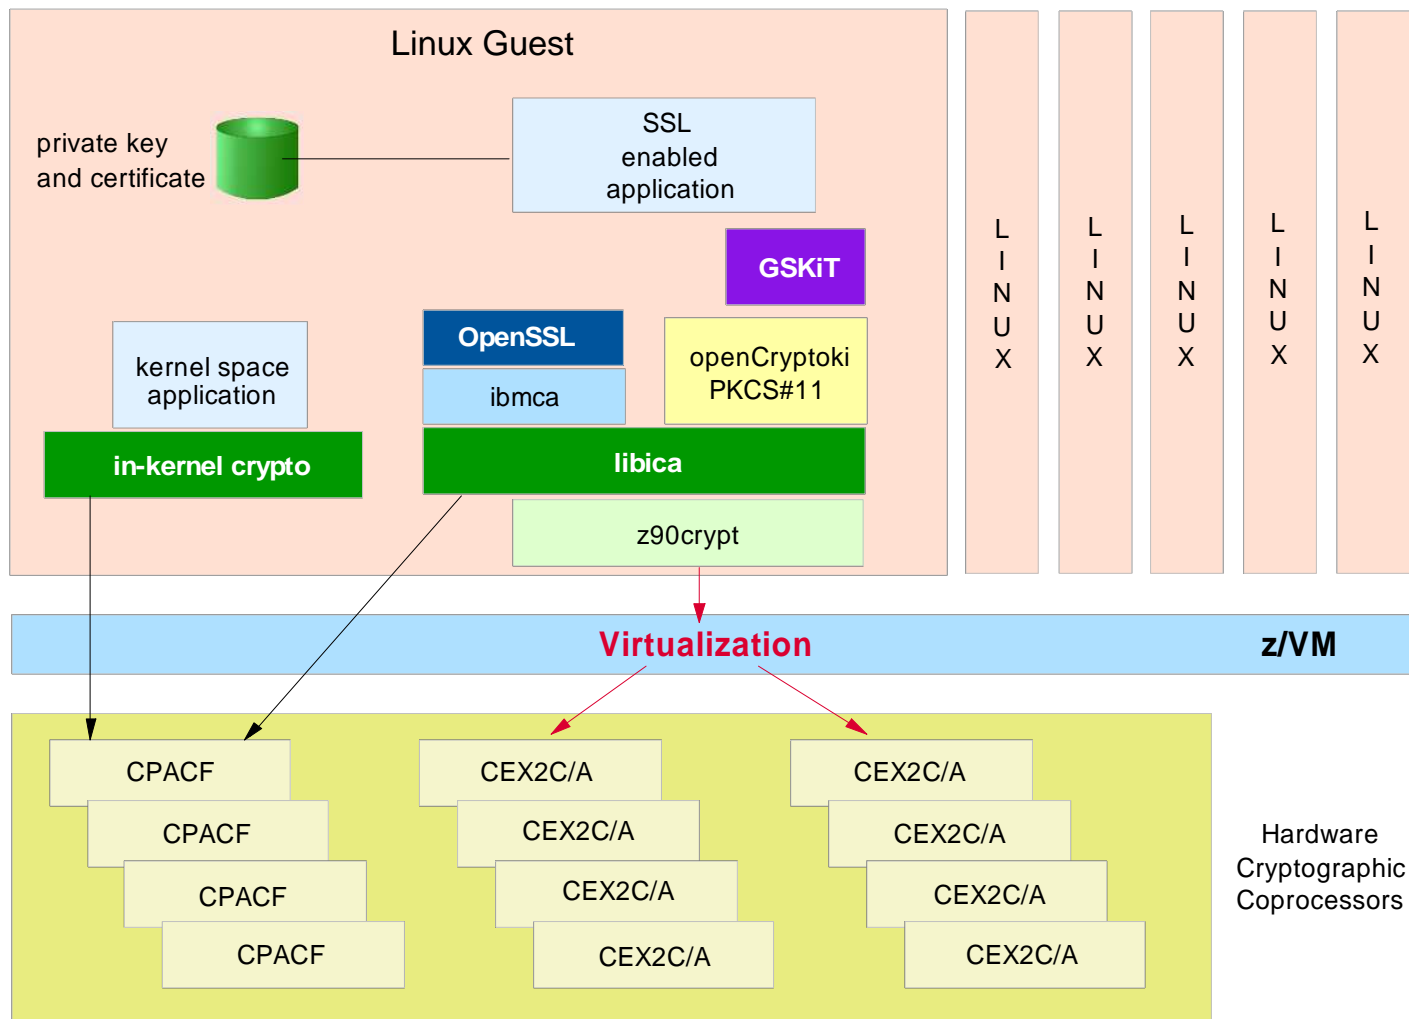 Linux Guest
private key
and certificate
SSL
enabled
application
GSKiT
OpenSSL
ibmca
openCryptoki
PKCS#11
kernel space
application
in-kernel crypto
libica
z90crypt
L
I
N
U
X
L
I
N
U
X
L
I
N
U
X
L
I
N
U
X
L
I
N
U
X
Virtualization
z/VM
CPACF
CPACF
CPACF
CPACF
CEX2C/A
CEX2C/A
CEX2C/A
CEX2C/A
CEX2C/A
CEX2C/A
CEX2C/A
CEX2C/A
Hardware
Cryptographic
Coprocessors